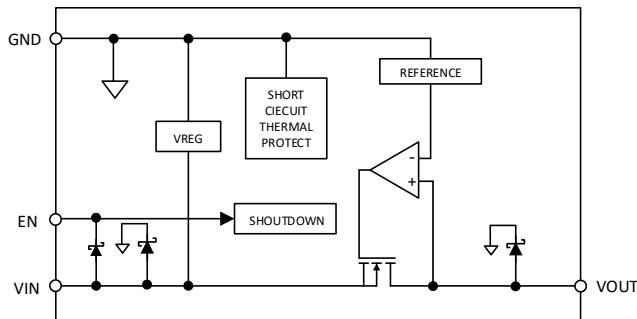 GND
REFERENCE
SHORT
CIECUIT
THERMAL
PROTECT
VREG
-
+
EN
SHOUTDOWN
VIN
VOUT